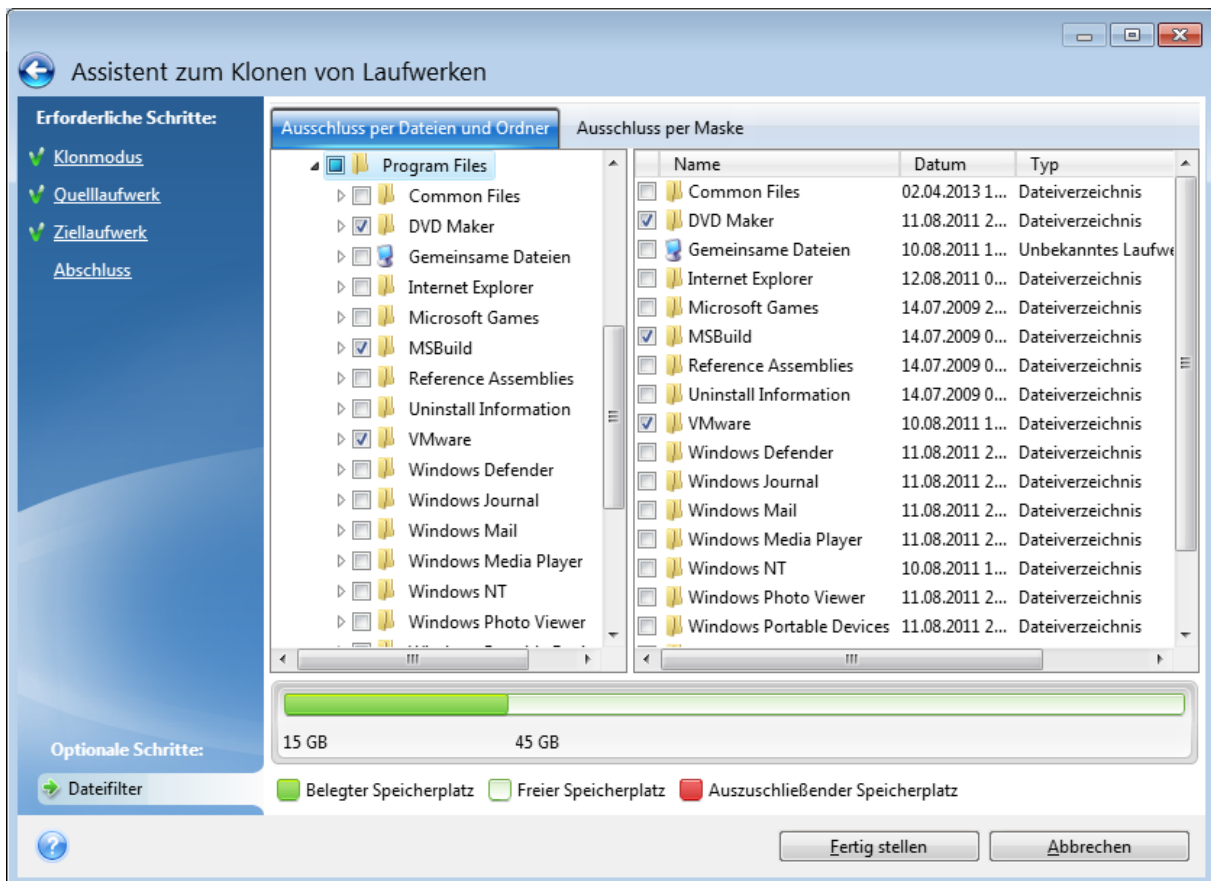 Assistent zum Klonen von Laufwerken
Erforderliche Schritte:
Klonmodus
Quelllaufwerk
Ziellaufwerk
Abschluss
Optionale Schritte:
Dateifilter
Ausschluss per Dateien und Ordner
Ausschluss per Maske
Program Files
Common Files
DVD Maker
Gemeinsame Dateien
Internet Explorer
Microsoft Games
MSBuild
Reference Assemblies
Uninstall Information
VMware
Windows Defender
Windows Journal
Windows Mail
Windows Media Player
Windows NT
Windows Photo Viewer
Name Datum Typ
Common Files 02.04.2013 1... Dateiverzeichnis
DVD Maker 11.08.2011 2... Dateiverzeichnis
Gemeinsame Dateien 10.08.2011 1... Unbekanntes Laufwe
Internet Explorer 12.08.2011 0... Dateiverzeichnis
Microsoft Games 14.07.2009 2... Dateiverzeichnis
MSBuild 14.07.2009 0... Dateiverzeichnis
Reference Assemblies 14.07.2009 0... Dateiverzeichnis
Uninstall Information 14.07.2009 0... Dateiverzeichnis
VMware 10.08.2011 1... Dateiverzeichnis
Windows Defender 11.08.2011 2... Dateiverzeichnis
Windows Journal 11.08.2011 2... Dateiverzeichnis
Windows Mail 11.08.2011 2... Dateiverzeichnis
Windows Media Player 11.08.2011 2... Dateiverzeichnis
Windows NT 10.08.2011 1... Dateiverzeichnis
Windows Photo Viewer 11.08.2011 2... Dateiverzeichnis
Windows Portable Devices 11.08.2011 2... Dateiverzeichnis
15 GB 45 GB
Belegter Speicherplatz Freier Speicherplatz Auszuschließender Speicherplatz
Fertig stellen Abbrechen